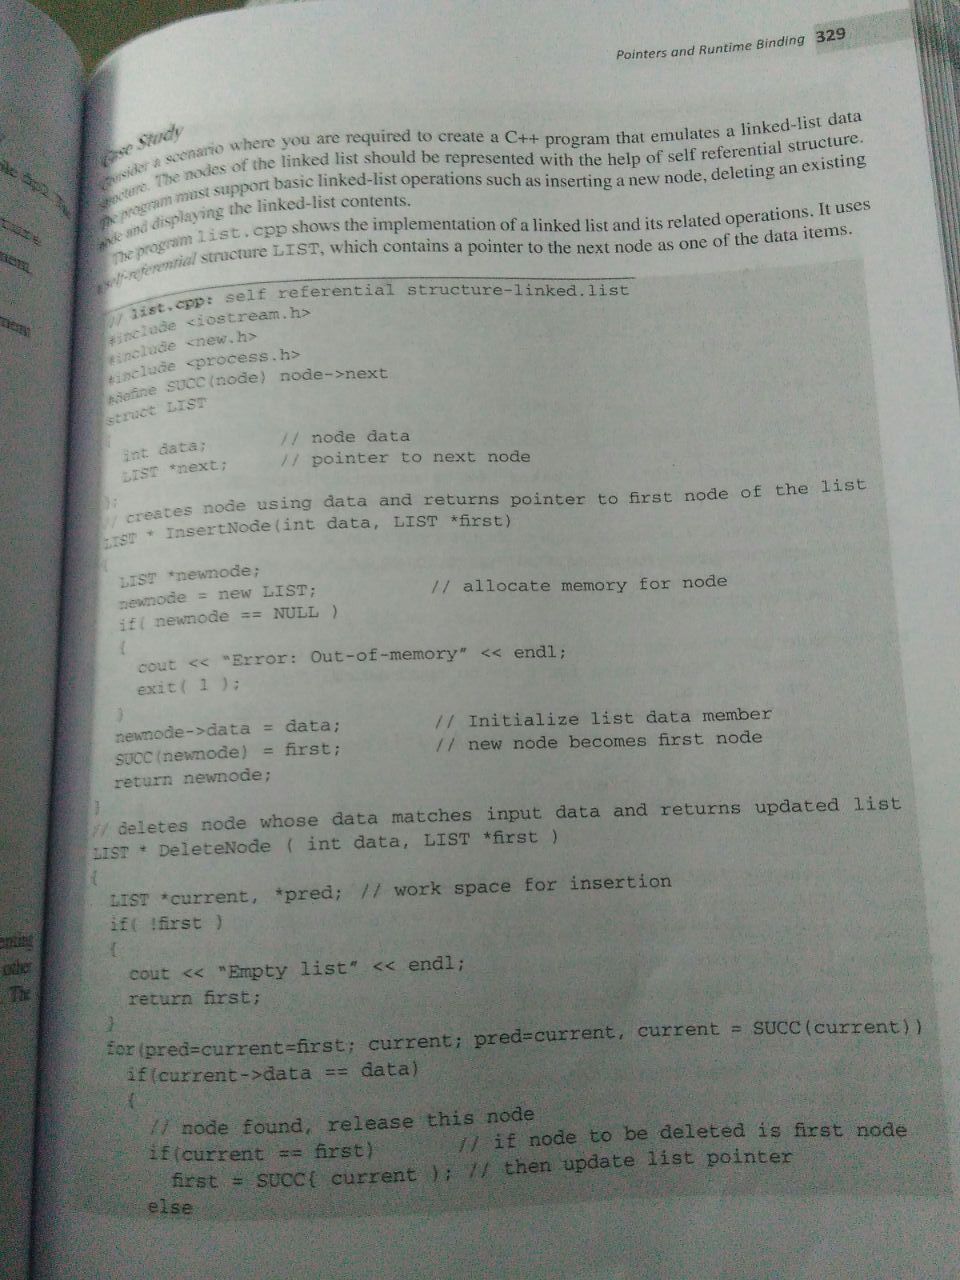 Pointers and Runtime Binding 329
Case Study
Consider a scenario where you are required to create a C++ program that emulates a linked-list data
structure. The nodes of the linked list should be represented with the help of self referential structure.
The program must support basic linked-list operations such as inserting a new node, deleting an existing
node and displaying the linked-list contents.
The program list.cpp shows the implementation of a linked list and its related operations. It uses
self-referential structure LIST, which contains a pointer to the next node as one of the data items.
// list.cpp: self referential structure-linked.list
#include <iostream.h>
#include <new.h>
#include <process.h>
#define SUCC(node) node->next
struct LIST
{
int data; // node data
LIST *next; // pointer to next node
};
// creates node using data and returns pointer to first node of the list
LIST * InsertNode(int data, LIST *first)
{
LIST *newnode;
newnode = new LIST; // allocate memory for node
if( newnode == NULL )
{
cout << "Error: Out-of-memory" << endl;
exit( 1 );
}
newnode->data = data; // Initialize list data member
SUCC(newnode) = first; // new node becomes first node
return newnode;
}
// deletes node whose data matches input data and returns updated list
LIST * DeleteNode ( int data, LIST *first )
{
LIST *current, *pred; // work space for insertion
if( !first )
{
cout << "Empty list" << endl;
return first;
}
for(pred=current=first; current; pred=current, current = SUCC(current))
if(current->data == data)
{
// node found, release this node
if(current == first) // if node to be deleted is first node
first = SUCC{ current ); // then update list pointer
else